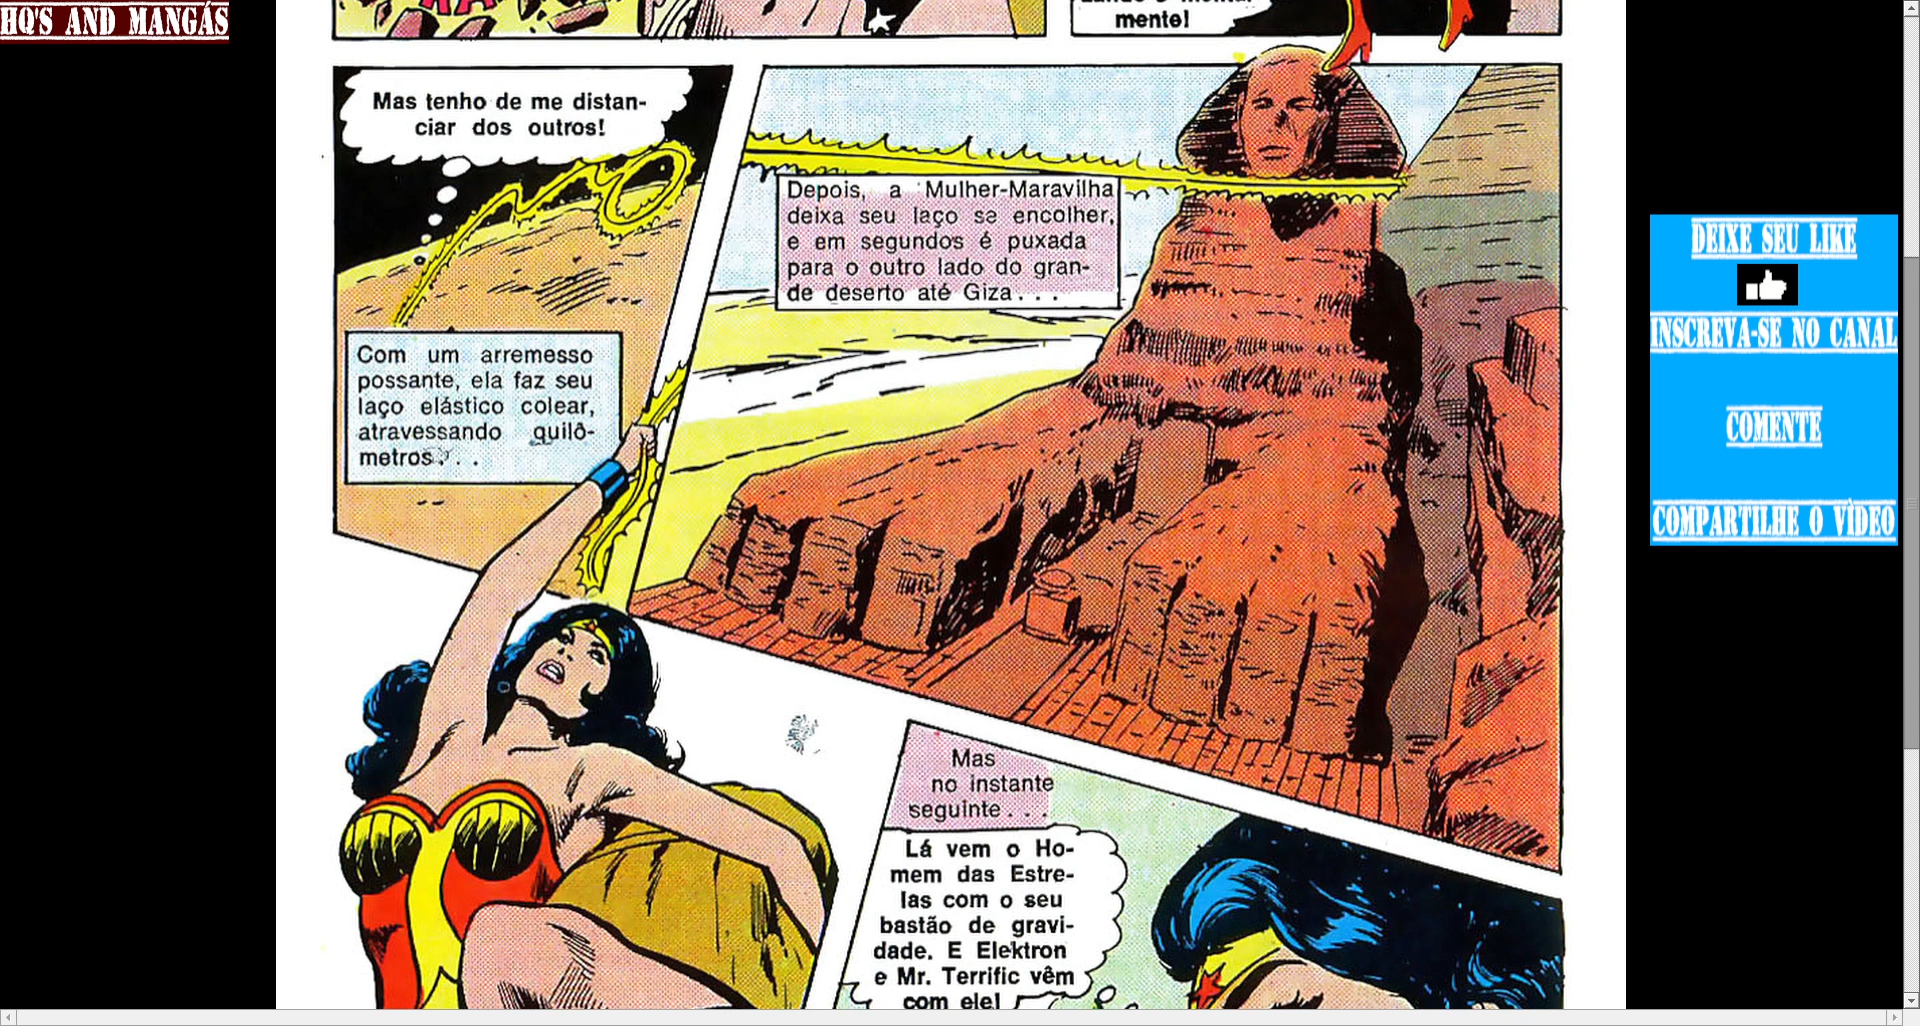 HQ'S AND MANGÁS
mente!
Mas tenho de me distan-
ciar dos outros!
Depois, a Mulher-Maravilha
deixa seu laço se encolher,
e em segundos é puxada
para o outro lado do gran-
de deserto até Giza...
Com um arremesso
possante, ela faz seu
laço elástico colear,
atravessando quilô-
metros...
Mas
no instante
seguinte...
Lá vem o Ho-
mem das Estre-
las com o seu
bastão de gravi-
dade. E Elektron
e Mr. Terrific vêm
com ele!
DEIXE SEU LIKE
INSCREVA-SE NO CANAL
COMENTE
COMPARTILHE O VÌDEO